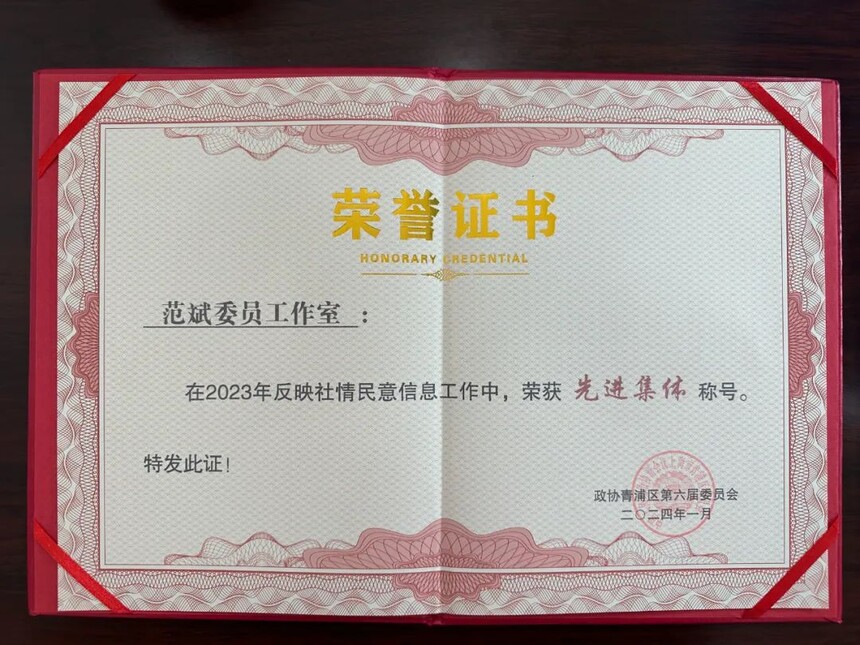 荣誉证书
HONORARY CREDENTIAL
范斌委员工作室：
在2023年反映社情民意信息工作中，荣获 先进集体 称号。
特发此证！
政协青浦区第六届委员会
二〇二四年一月